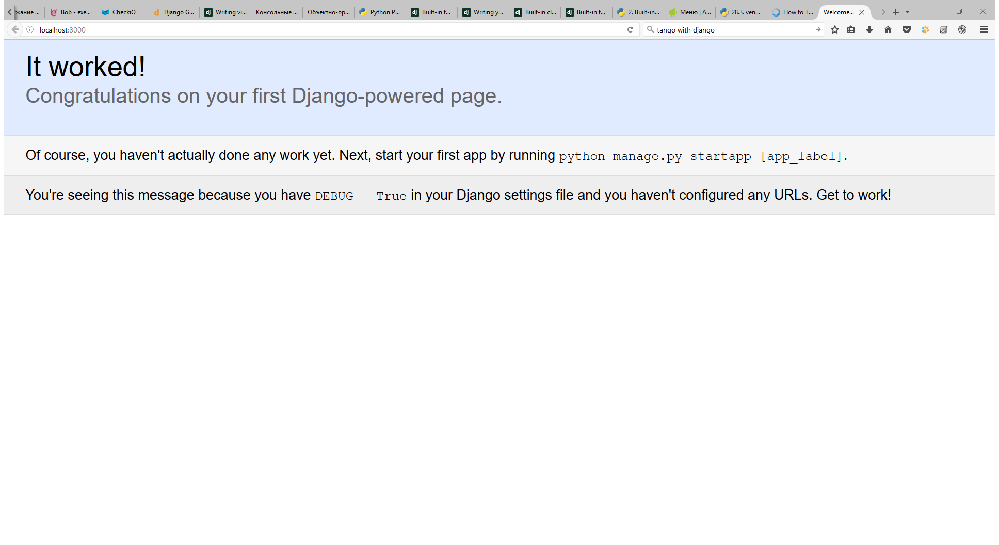 жание ... Bob - exe... CheckiO Django G... Writing vi... Консольные ... Объектно-ор... Python P... Built-in t... Writing y... Built-in cl... Built-in t... 2. Built-in... Меню | A... 28.3. ven... How to T... Welcome...
localhost:8000 tango with django
It worked!
Congratulations on your first Django-powered page.
Of course, you haven't actually done any work yet. Next, start your first app by running python manage.py startapp [app_label].
You're seeing this message because you have DEBUG = True in your Django settings file and you haven't configured any URLs. Get to work!